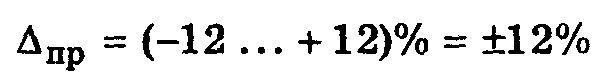 Δпр = (–12 ... + 12)% = ±12%